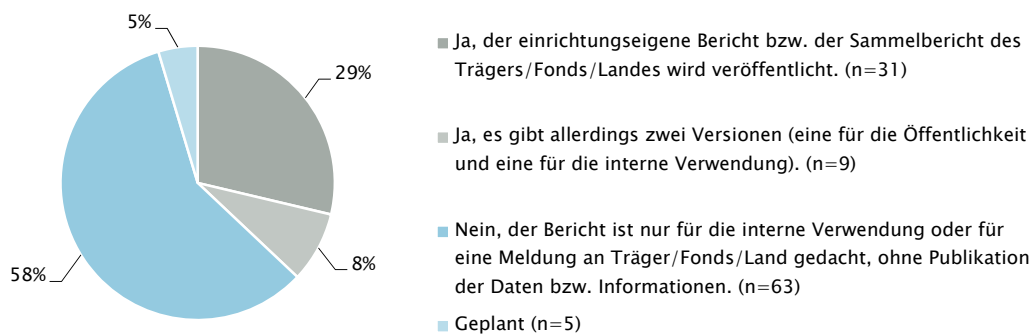 5%
29%
8%
58%
Ja, der einrichtungseigene Bericht bzw. der Sammelbericht des
Trägers/Fonds/Landes wird veröffentlicht. (n=31)
Ja, es gibt allerdings zwei Versionen (eine für die Öffentlichkeit
und eine für die interne Verwendung). (n=9)
Nein, der Bericht ist nur für die interne Verwendung oder für
eine Meldung an Träger/Fonds/Land gedacht, ohne Publikation
der Daten bzw. Informationen. (n=63)
Geplant (n=5)